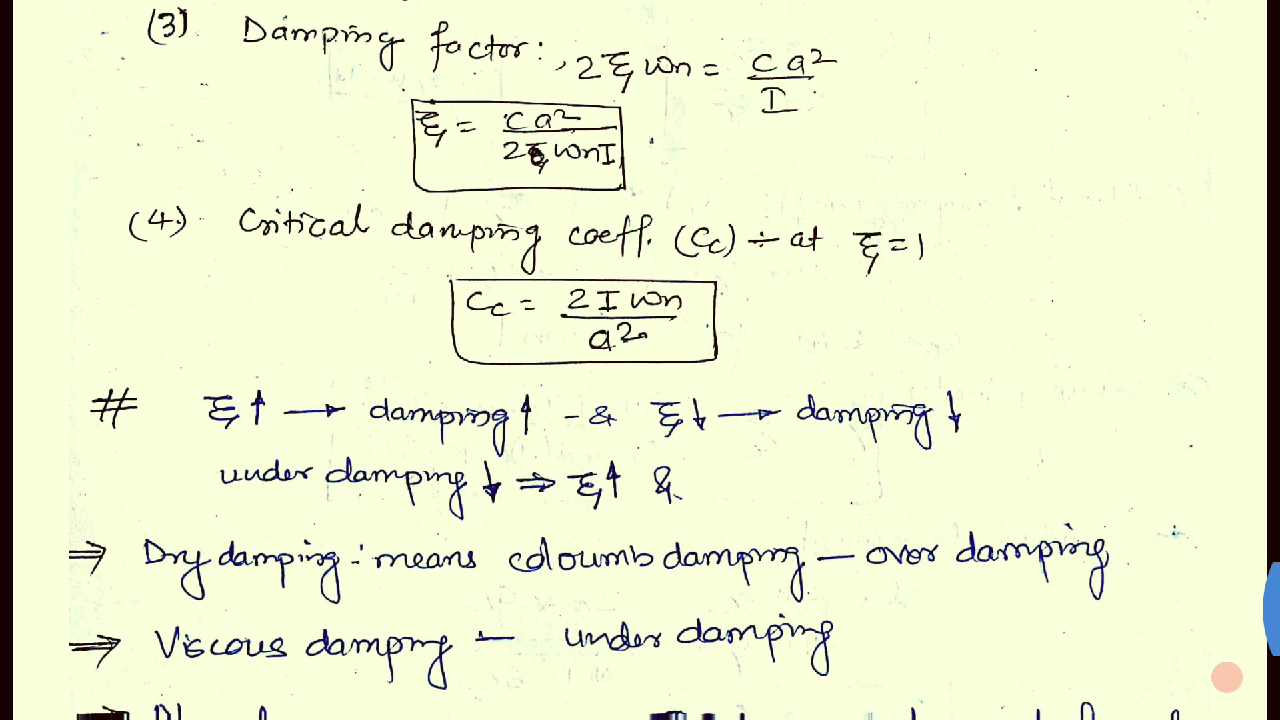 (3) Damping factor: , 2ξωn = ca²/I
ξ = ca²/2ξωnI
(4) Critical damping coeff. (Cc) ÷ at ξ=1
Cc = 2Iωn/a²
# ξ↑ → damping↑ - & ξ↓ → damping↓
under damping↓ ⇒ ξ↑ &
⇒ Dry damping : means coloumb damping — over damping
⇒ Viscous damping — under damping